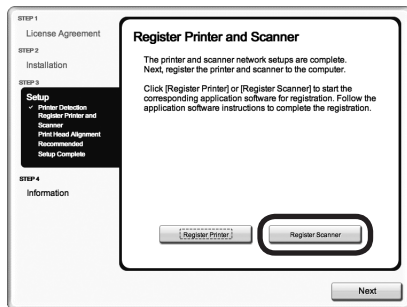 STEP 1
License Agreement
STEP 2
Installation
STEP 3
Setup
✓ Printer Detection
Register Printer and
Scanner
Print Head Alignment
Recommended
Setup Complete
STEP 4
Information
Register Printer and Scanner
The printer and scanner network setups are complete.
Next, register the printer and scanner to the computer.
Click [Register Printer] or [Register Scanner] to start the
corresponding application software for registration. Follow the
application software instructions to complete the registration.
Register Printer
Register Scanner
Next